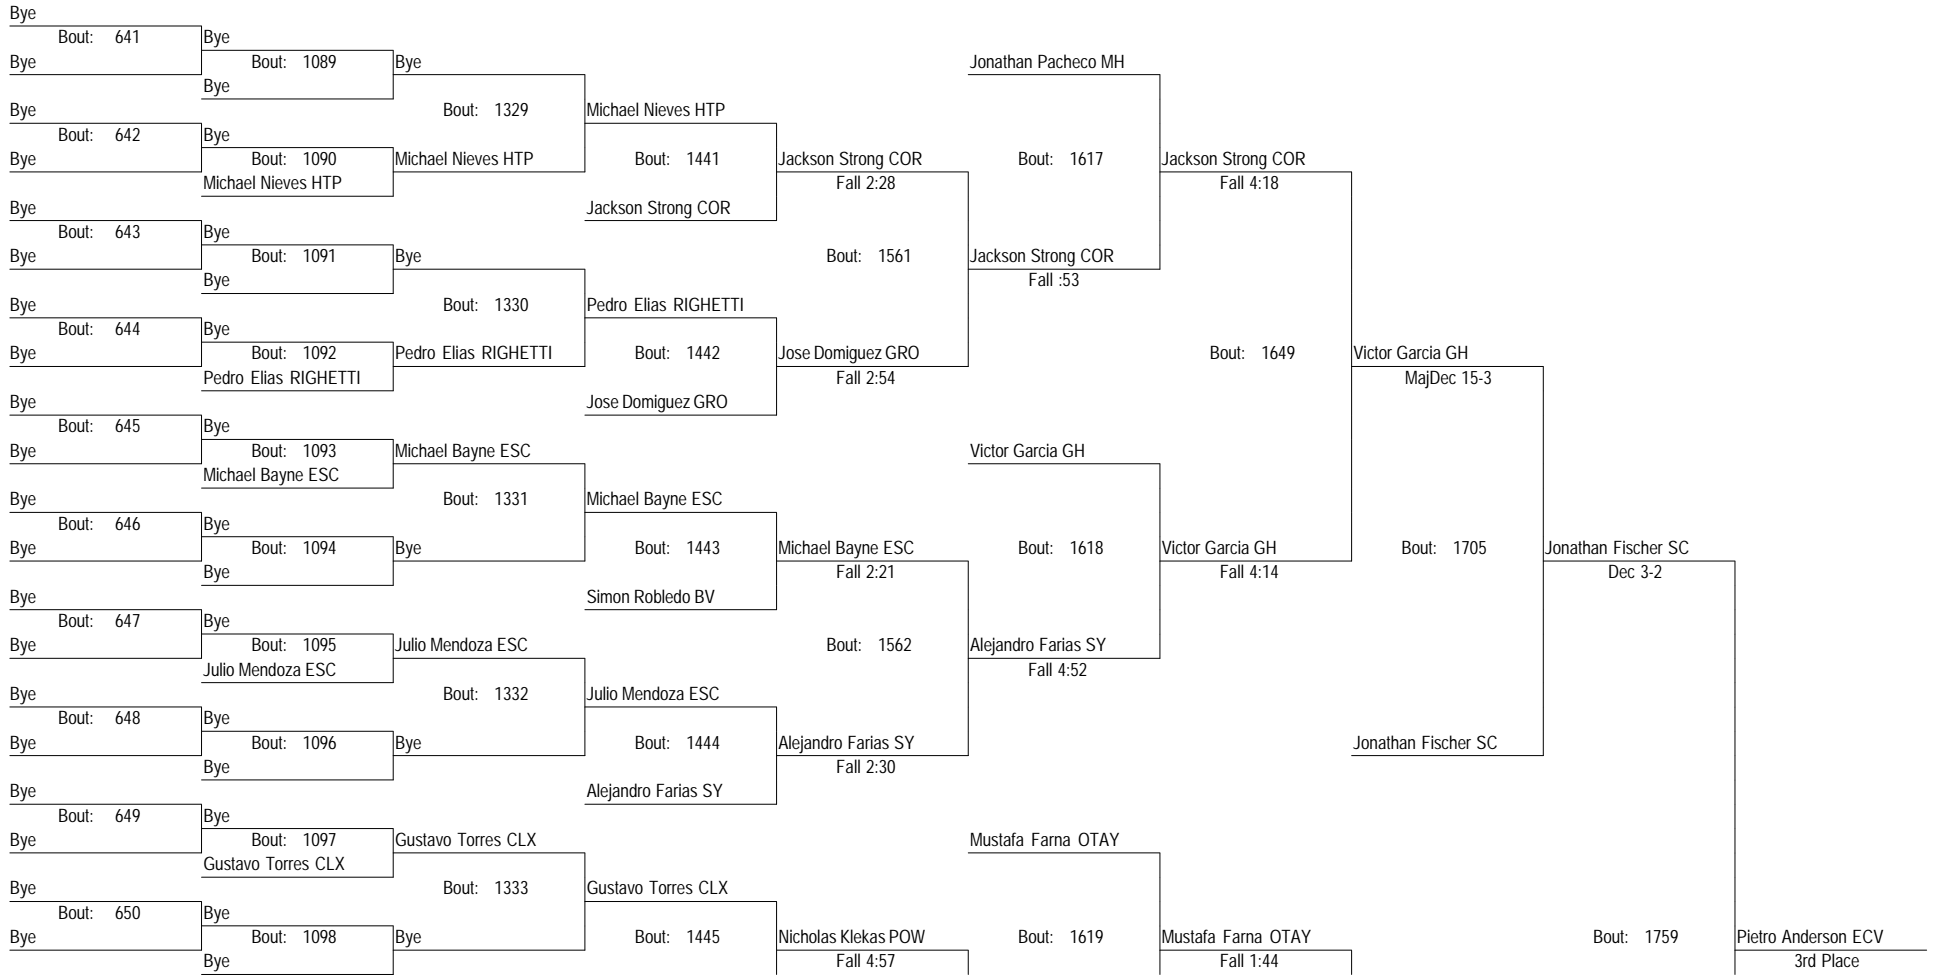 Bye
Bout: 641 Bye
Bye Bout: 1089 Bye Jonathan Pacheco MH
Bye
Bye Bout: 1329 Michael Nieves HTP
Bout: 642 Bye
Bye Bout: 1090 Michael Nieves HTP Bout: 1441 Jackson Strong COR Bout: 1617 Jackson Strong COR
Michael Nieves HTP Fall 2:28 Fall 4:18
Bye Jackson Strong COR
Bout: 643 Bye
Bye Bout: 1091 Bye Bout: 1561 Jackson Strong COR
Bye Fall :53
Bye Bout: 1330 Pedro Elias RIGHETTI
Bout: 644 Bye
Bye Bout: 1092 Pedro Elias RIGHETTI Bout: 1442 Jose Domiguez GRO Bout: 1649 Victor Garcia GH
Pedro Elias RIGHETTI Fall 2:54 MajDec 15-3
Bye Jose Domiguez GRO
Bout: 645 Bye
Bye Bout: 1093 Michael Bayne ESC Victor Garcia GH
Michael Bayne ESC
Bye Bout: 1331 Michael Bayne ESC
Bout: 646 Bye
Bye Bout: 1094 Bye Bout: 1443 Michael Bayne ESC Bout: 1618 Victor Garcia GH Bout: 1705 Jonathan Fischer SC
Bye Fall 2:21 Fall 4:14 Dec 3-2
Bye Simon Robledo BV
Bout: 647 Bye
Bye Bout: 1095 Julio Mendoza ESC Bout: 1562 Alejandro Farias SY
Julio Mendoza ESC Fall 4:52
Bye Bout: 1332 Julio Mendoza ESC
Bout: 648 Bye
Bye Bout: 1096 Bye Bout: 1444 Alejandro Farias SY Jonathan Fischer SC
Bye Fall 2:30
Bye Alejandro Farias SY
Bout: 649 Bye
Bye Bout: 1097 Gustavo Torres CLX Mustafa Farna OTAY
Gustavo Torres CLX
Bye Bout: 1333 Gustavo Torres CLX
Bout: 650 Bye
Bye Bout: 1098 Bye Bout: 1445 Nicholas Klekas POW Bout: 1619 Mustafa Farna OTAY Bout: 1759 Pietro Anderson ECV
Bye Fall 4:57 Fall 1:44 3rd Place